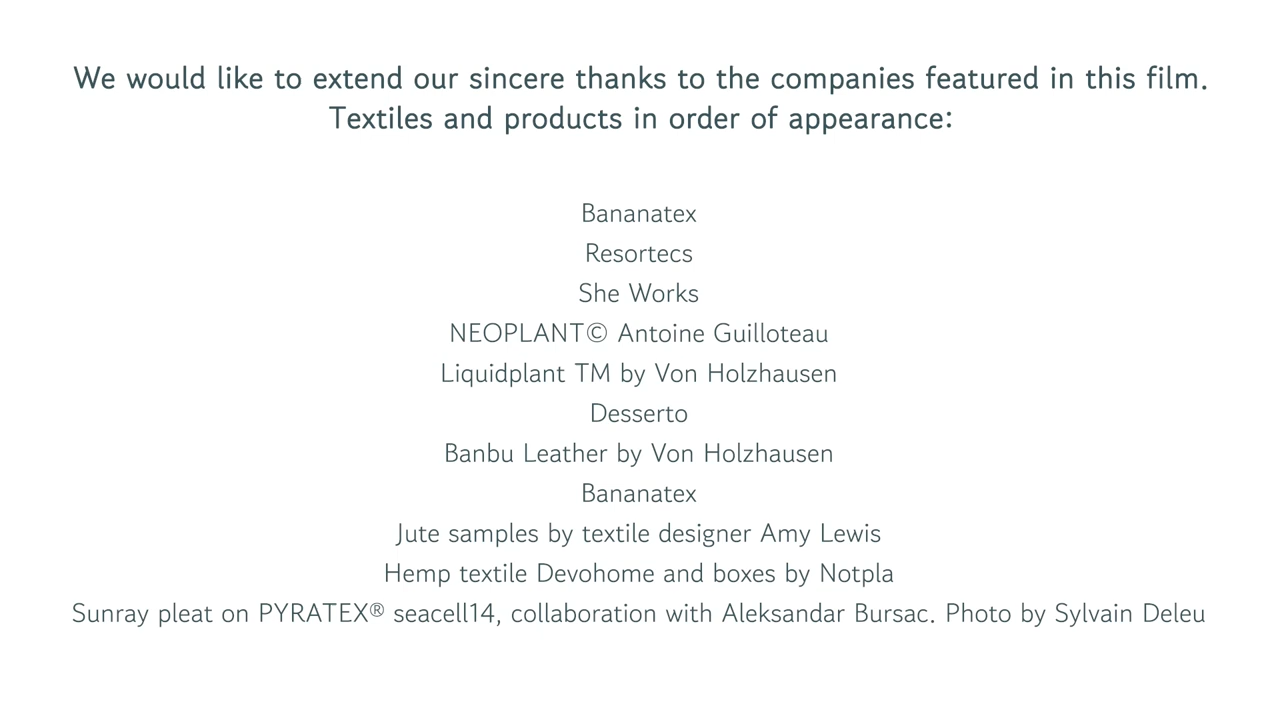 We would like to extend our sincere thanks to the companies featured in this film.
Textiles and products in order of appearance:
Bananatex
Resortecs
She Works
NEOPLANT© Antoine Guilloteau
Liquidplant TM by Von Holzhausen
Desserto
Banbu Leather by Von Holzhausen
Bananatex
Jute samples by textile designer Amy Lewis
Hemp textile Devohome and boxes by Notpla
Sunray pleat on PYRATEX® seacell14, collaboration with Aleksandar Bursac. Photo by Sylvain Deleu